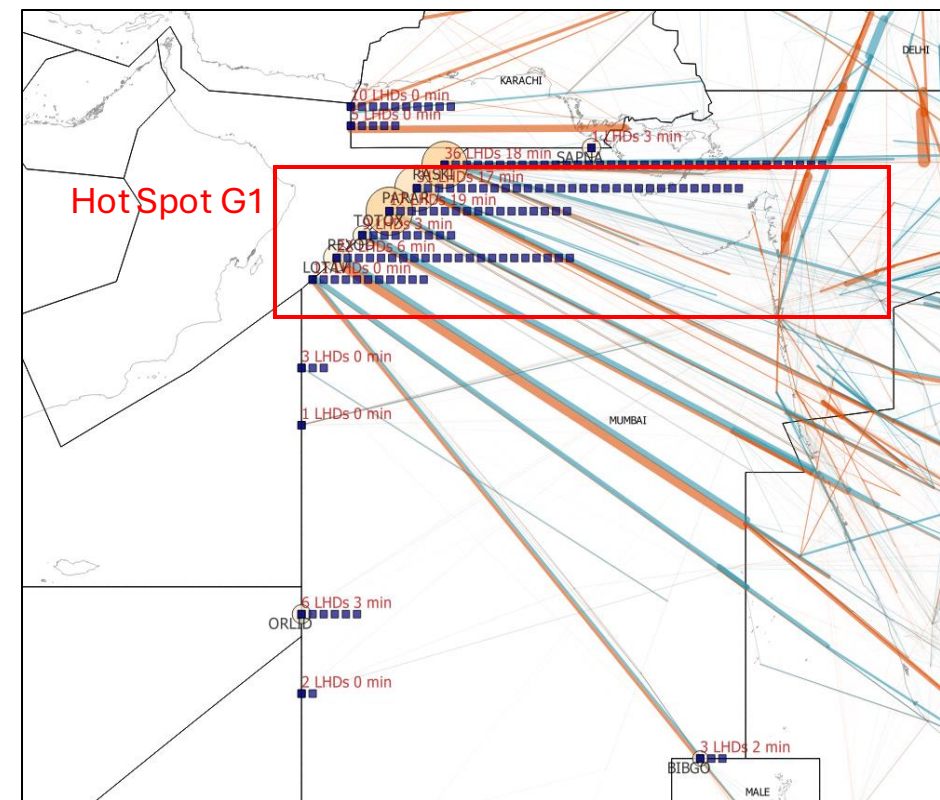 DELHI
KARACHI
10 LHDs 0 min
5 LHDs 0 min
1 LHDs 3 min
SAPNA
36 LHDs 18 min
RASKI
LHDs 17 min
PARAR
LHDs 19 min
TOTOX
LHDs 3 min
REXOD
LHDs 6 min
LOTAV
LHDs 0 min
Hot Spot G1
3 LHDs 0 min
1 LHDs 0 min
MUMBAI
6 LHDs 3 min
ORLID
2 LHDs 0 min
3 LHDs 2 min
BIBGO
MALE